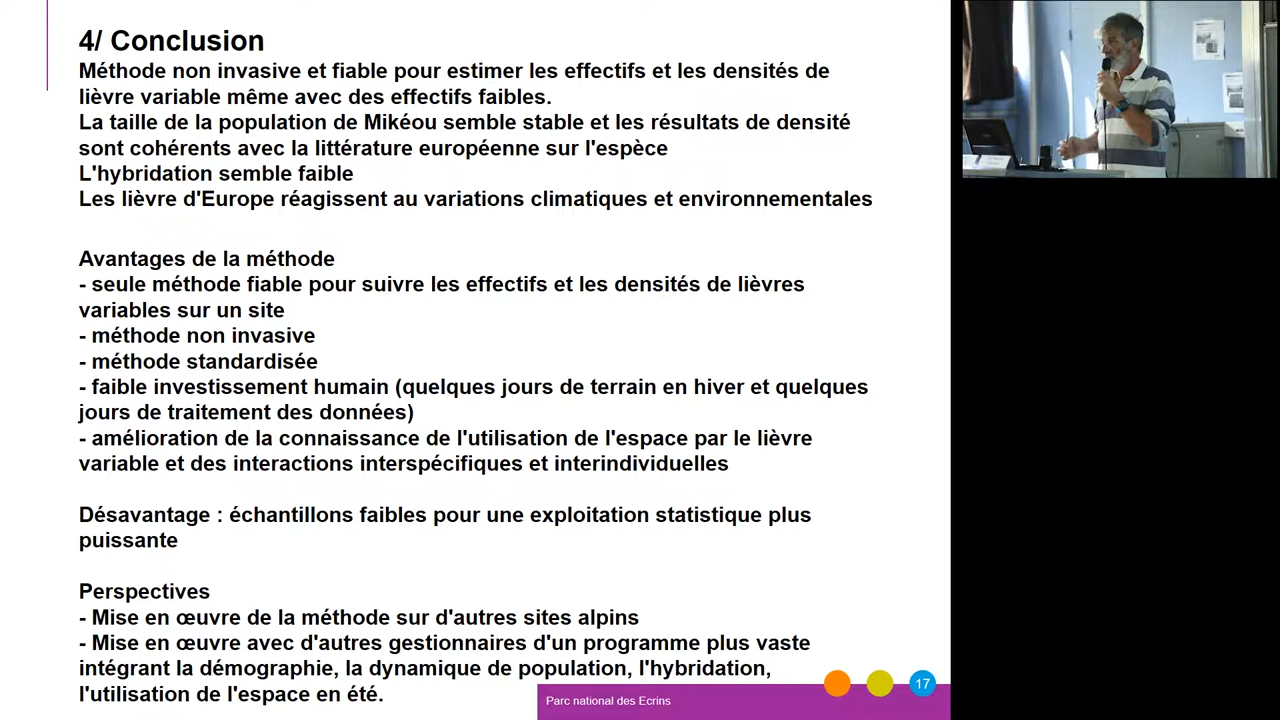 4/ Conclusion
Méthode non invasive et fiable pour estimer les effectifs et les densités de
lièvre variable même avec des effectifs faibles.
La taille de la population de Mikéou semble stable et les résultats de densité
sont cohérents avec la littérature européenne sur l'espèce
L'hybridation semble faible
Les lièvre d'Europe réagissent au variations climatiques et environnementales
Avantages de la méthode
- seule méthode fiable pour suivre les effectifs et les densités de lièvres
variables sur un site
- méthode non invasive
- méthode standardisée
- faible investissement humain (quelques jours de terrain en hiver et quelques
jours de traitement des données)
- amélioration de la connaissance de l'utilisation de l'espace par le lièvre
variable et des interactions interspécifiques et interindividuelles
Désavantage : échantillons faibles pour une exploitation statistique plus
puissante
Perspectives
- Mise en œuvre de la méthode sur d'autres sites alpins
- Mise en œuvre avec d'autres gestionnaires d'un programme plus vaste
intégrant la démographie, la dynamique de population, l'hybridation,
l'utilisation de l'espace en été.
Parc national des Ecrins
17